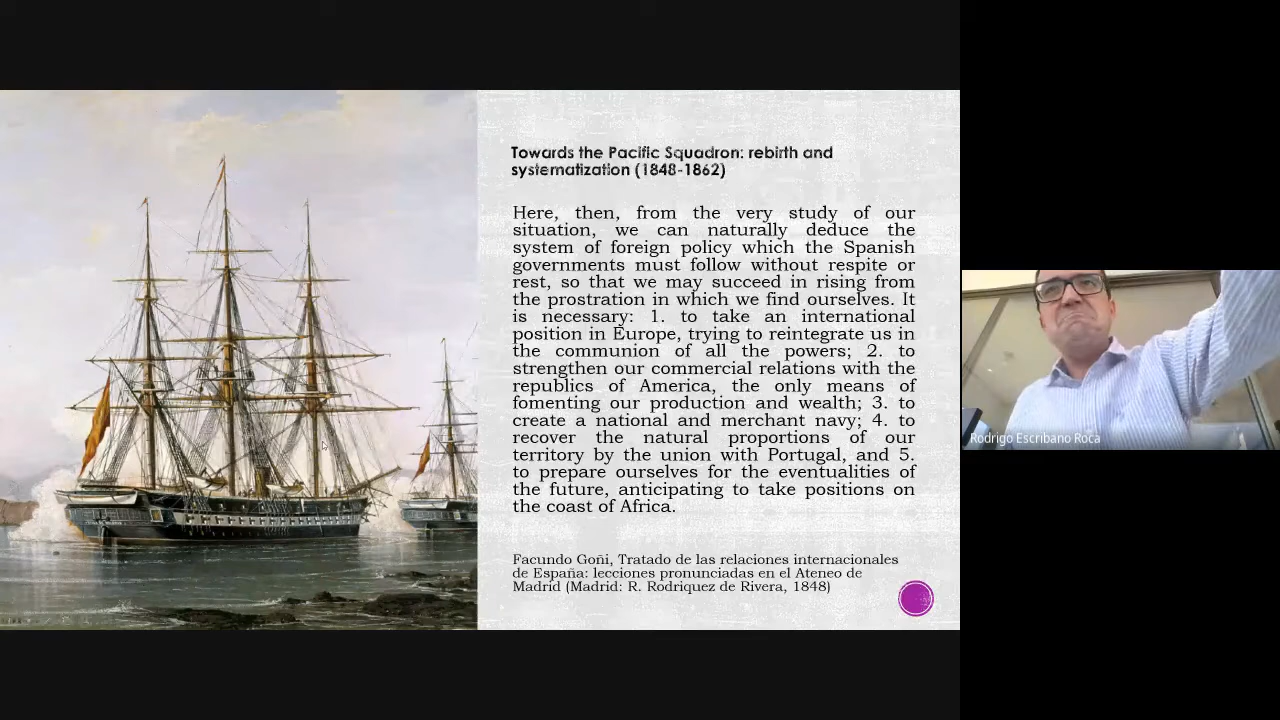 Towards the Pacific Squadron: rebirth and
systematization (1848-1862)
Here, then, from the very study of our
situation, we can naturally deduce the
system of foreign policy which the Spanish
governments must follow without respite or
rest, so that we may succeed in rising from
the prostration in which we find ourselves. It
is necessary: 1. to take an international
position in Europe, trying to reintegrate us in
the communion of all the powers; 2. to
strengthen our commercial relations with the
republics of America, the only means of
fomenting our production and wealth; 3. to
create a national and merchant navy; 4. to
recover the natural proportions of our
territory by the union with Portugal, and 5.
to prepare ourselves for the eventualities of
the future, anticipating to take positions on
the coast of Africa.
Facundo Goñi, Tratado de las relaciones internacionales
de España: lecciones pronunciadas en el Ateneo de
Madrid (Madrid: R. Rodriquez de Rivera, 1848)
Rodrigo Escribano Roca